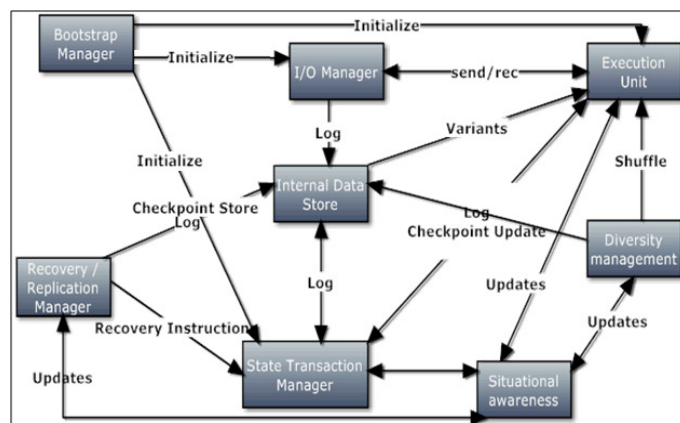 Initialize
Bootstrap
Manager
Initialize
I/O Manager
send/rec
Execution
Unit
Log
Variants
Initialize
Shuffle
Internal Data
Store
Checkpoint Store
Log
Log
Checkpoint Update
Diversity
management
Recovery /
Replication
Manager
Log
Updates
Recovery Instruction
Updates
State Transaction
Manager
Situational
awareness
Updates